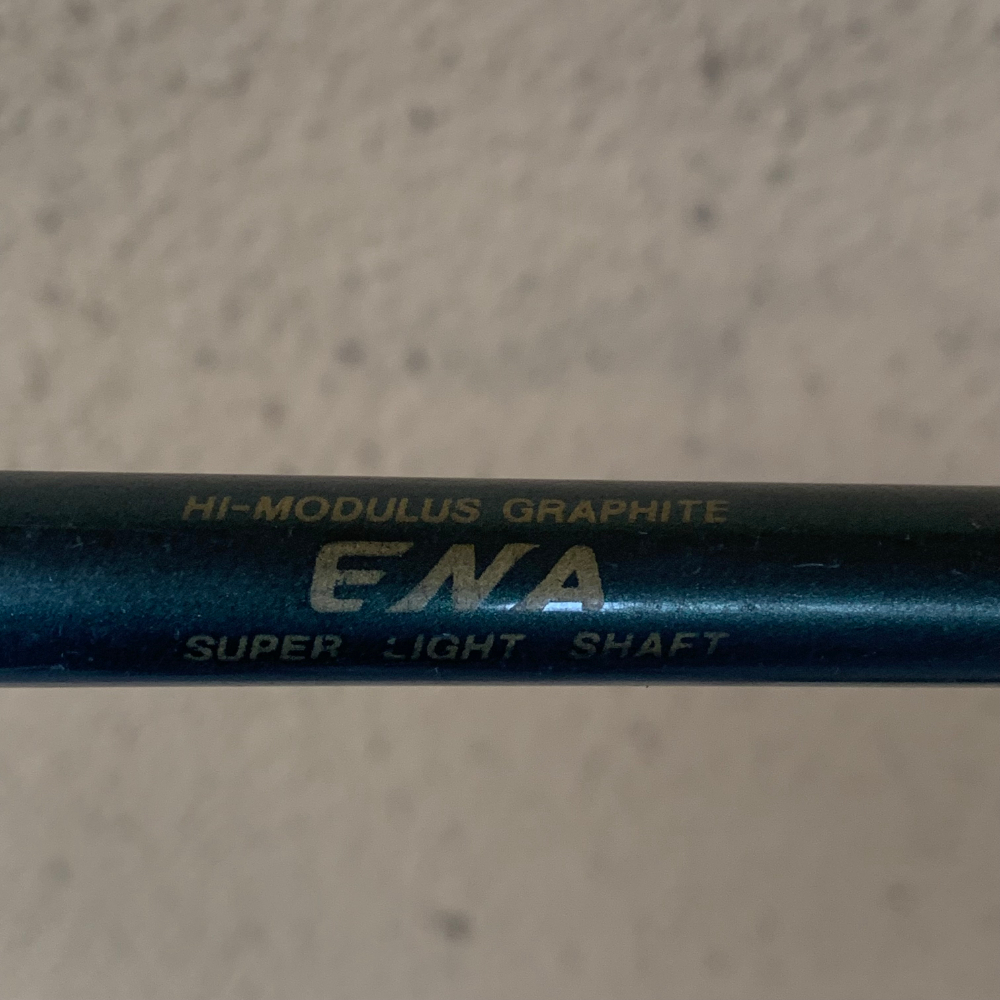 HI-MODULUS GRAPHITE
ENA
SUPER LIGHT SHAFT